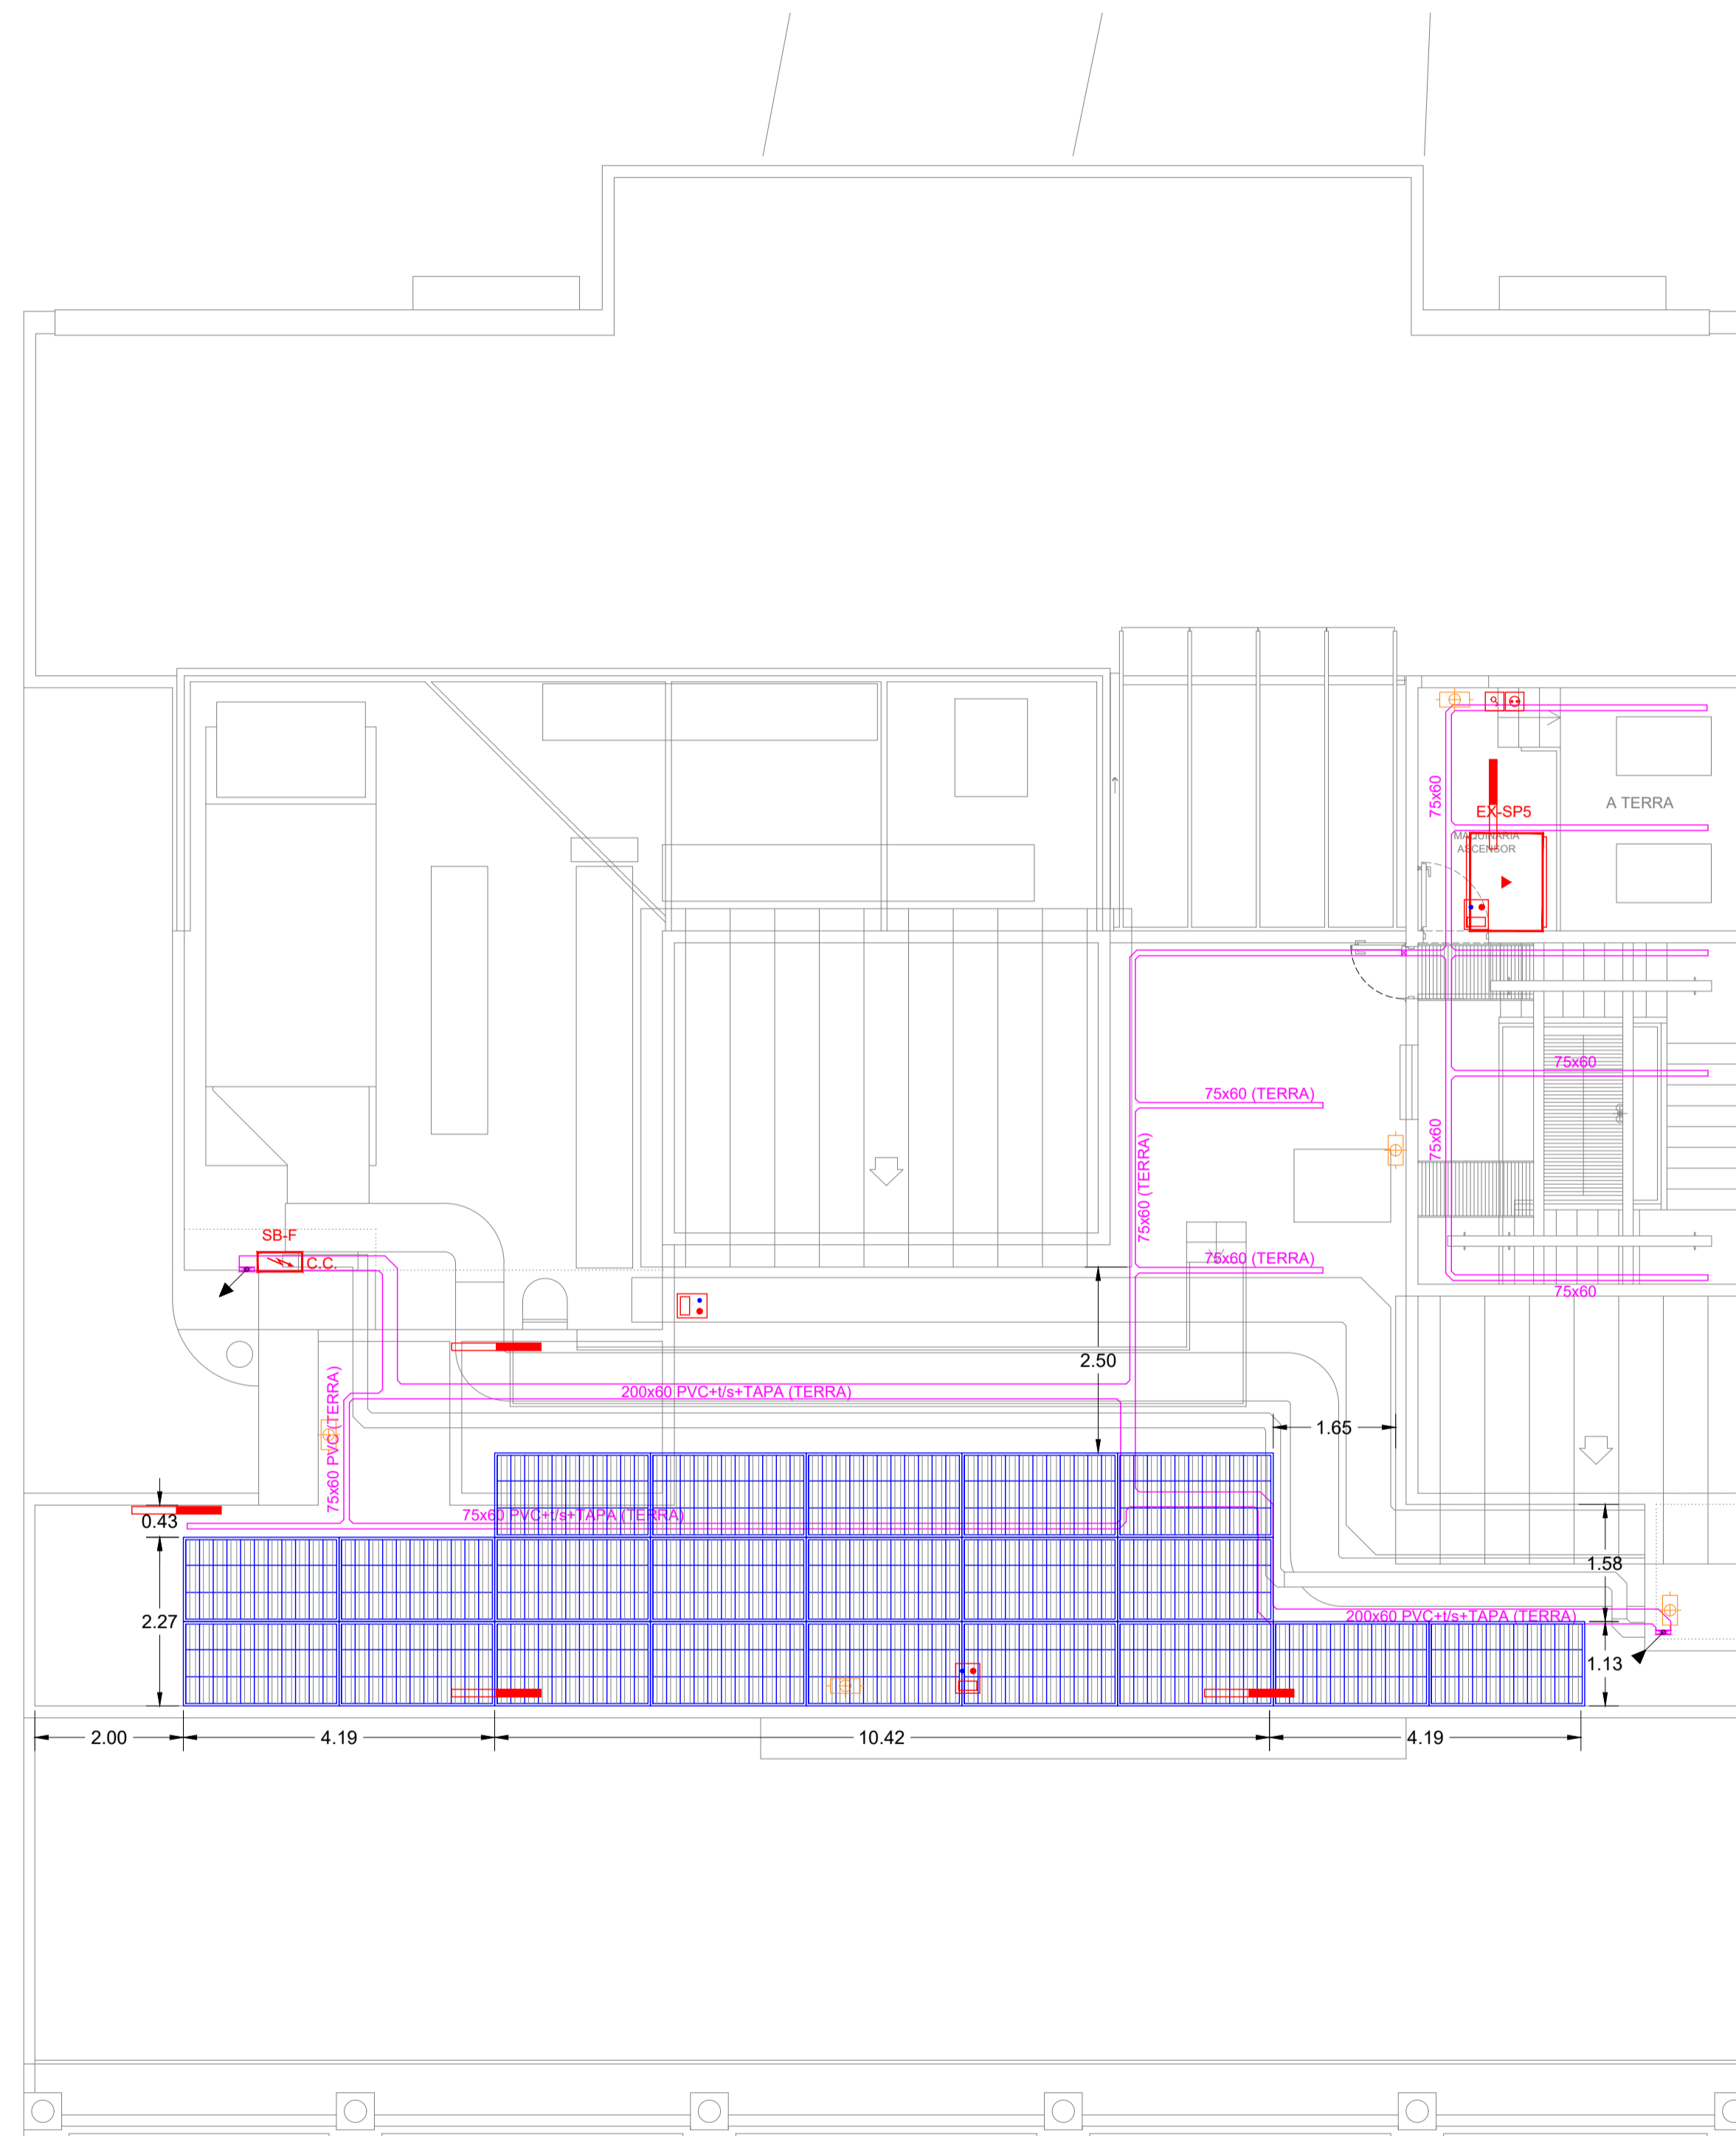 75x60
EX-SP5
A TERRA
MAQUINARIA
ASCENSOR
75x60
75x60 (TERRA)
75x60
75x60 (TERRA)
SB-F
C.C.
75x60 (TERRA)
75x60
2.50
75x60 PVC (TERRA)
200x60 PVC+t/s+TAPA (TERRA)
1.65
75x60 PVC+t/s+TAPA (TERRA)
0.43
1.58
2.27
200x60 PVC+t/s+TAPA (TERRA)
1.13
2.00
4.19
10.42
4.19